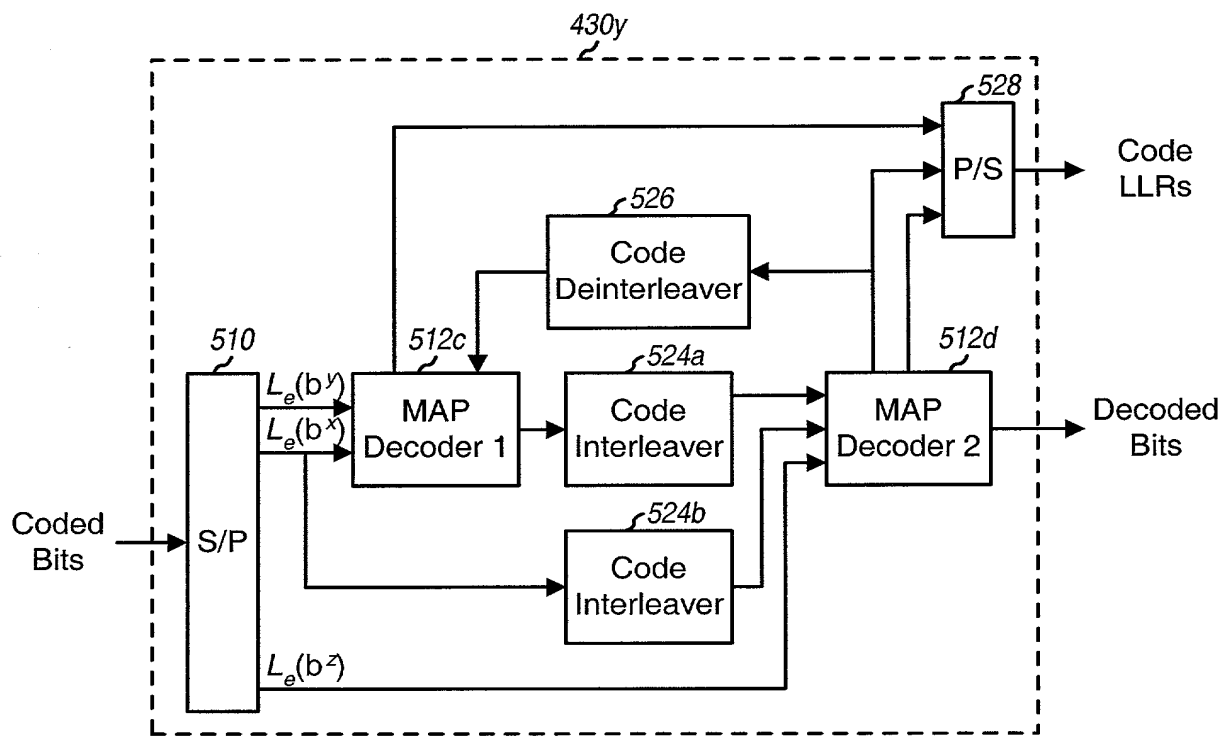 430y
528
P/S
Code
LLRs
526
Code
Deinterleaver
510
512c
524a
512d
Lₑ(bʸ)
MAP
Decoder 1
Code
Interleaver
MAP
Decoder 2
Decoded
Bits
Lₑ(bˣ)
524b
Coded
Bits
S/P
Code
Interleaver
Lₑ(bᶻ)